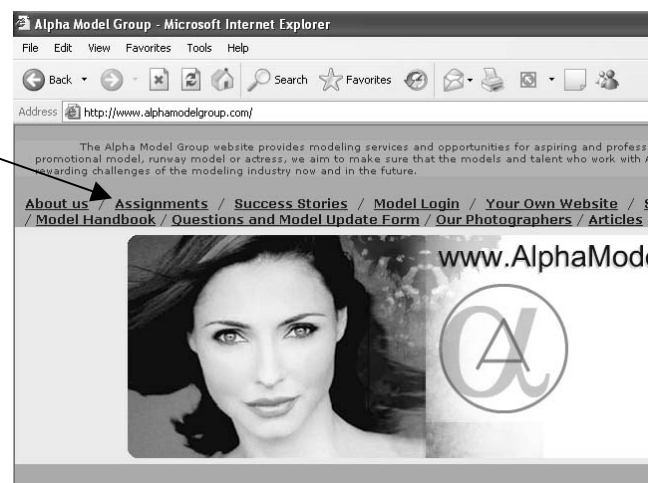 Alpha Model Group - Microsoft Internet Explorer
File Edit View Favorites Tools Help
Back Search Favorites
Address http://www.alphamodelgroup.com/
The Alpha Model Group website provides modeling services and opportunities for aspiring and profess
promotional model, runway model or actress, we aim to make sure that the models and talent who work with A
rewarding challenges of the modeling industry now and in the future.
About us / Assignments / Success Stories / Model Login / Your Own Website / S
/ Model Handbook / Questions and Model Update Form / Our Photographers / Articles
www.AlphaMode
Aα